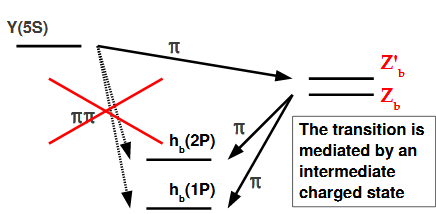 Υ(5S)
π
Z'b
Zb
ππ
π
hb(2P)
π
hb(1P)
The transition is
mediated by an
intermediate
charged state